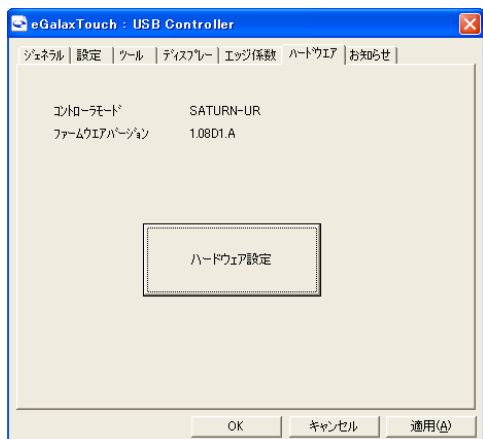 eGalaxTouch : USB Controller
ｼﾞｪﾈﾗﾙ 設定 ﾂｰﾙ ﾃﾞｨｽﾌﾟﾚｰ エッジ係数 ﾊｰﾄﾞｳｴｱ お知らせ
ｺﾝﾄﾛｰﾗﾓｰﾄﾞ SATURN-UR
ﾌｧｰﾑｳｴｱﾊﾞｰｼﾞｮﾝ 1.08D1.A
ハードウェア設定
OK キャンセル 適用(A)